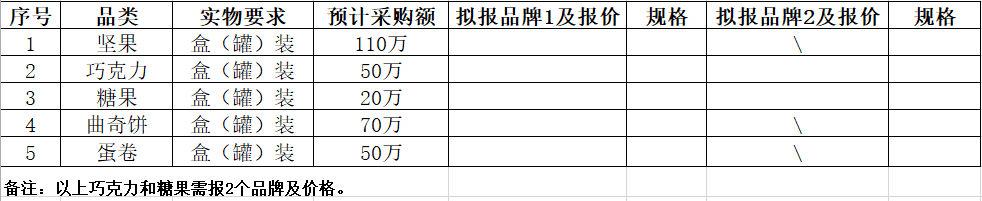 序号 品类 实物要求 预计采购额 拟报品牌1及报价 规格 拟报品牌2及报价 规格
1 坚果 盒（罐）装 110万 \
2 巧克力 盒（罐）装 50万
3 糖果 盒（罐）装 20万
4 曲奇饼 盒（罐）装 70万 \
5 蛋卷 盒（罐）装 50万 \
备注：以上巧克力和糖果需报2个品牌及价格。